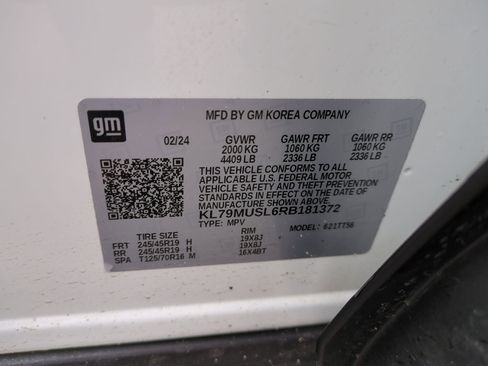 gm
MFD BY GM KOREA COMPANY
02/24 GVWR GAWR FRT GAWR RR
2000 KG 1060 KG 1060 KG
4409 LB 2336 LB 2336 LB
THIS VEHICLE CONFORMS TO ALL
APPLICABLE U.S. FEDERAL MOTOR
VEHICLE SAFETY AND THEFT PREVENTION
STANDARDS IN EFFECT ON THE DATE OF
MANUFACTURE SHOWN ABOVE.
KL79MUSL6RB181372
TYPE: MPV MODEL: 621TT56
TIRE SIZE RIM
FRT 245/45R19 H 19X8J
RR 245/45R19 H 19X8J
SPA T125/70R16 M 16X4BT